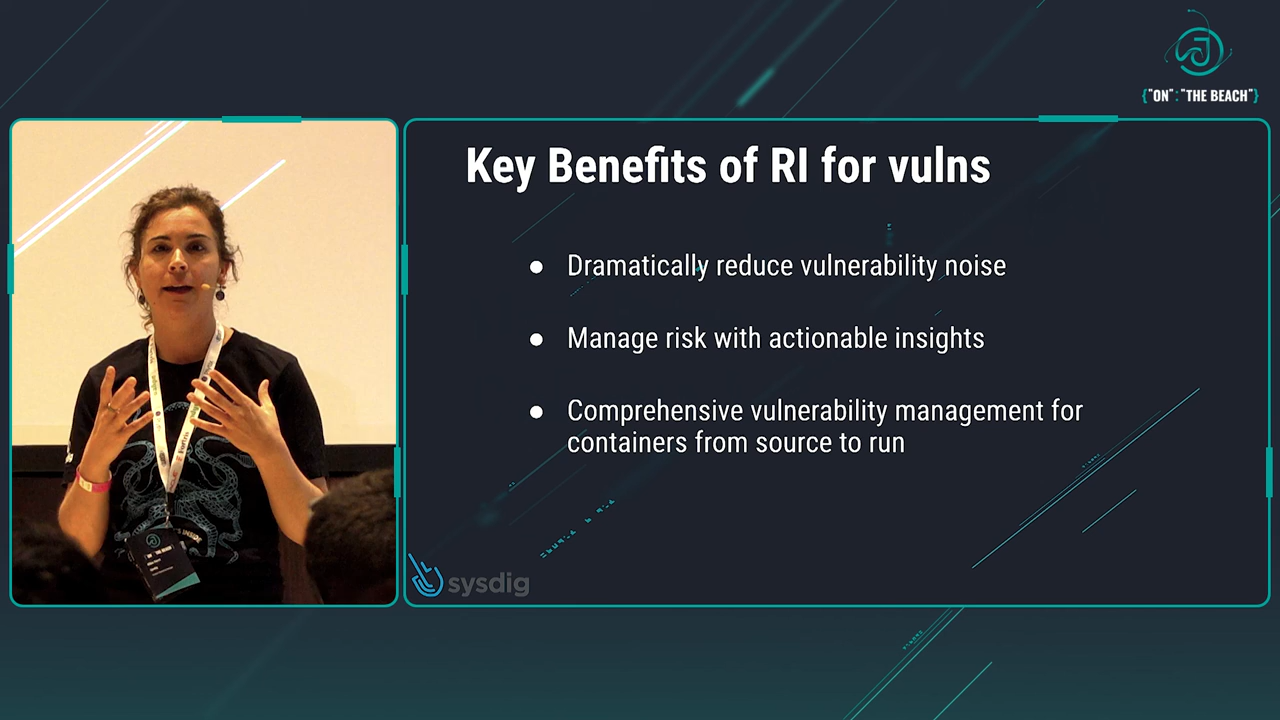 {"ON":"THE BEACH"}
Key Benefits of RI for vulns
● Dramatically reduce vulnerability noise
● Manage risk with actionable insights
● Comprehensive vulnerability management for
containers from source to run
sysdig